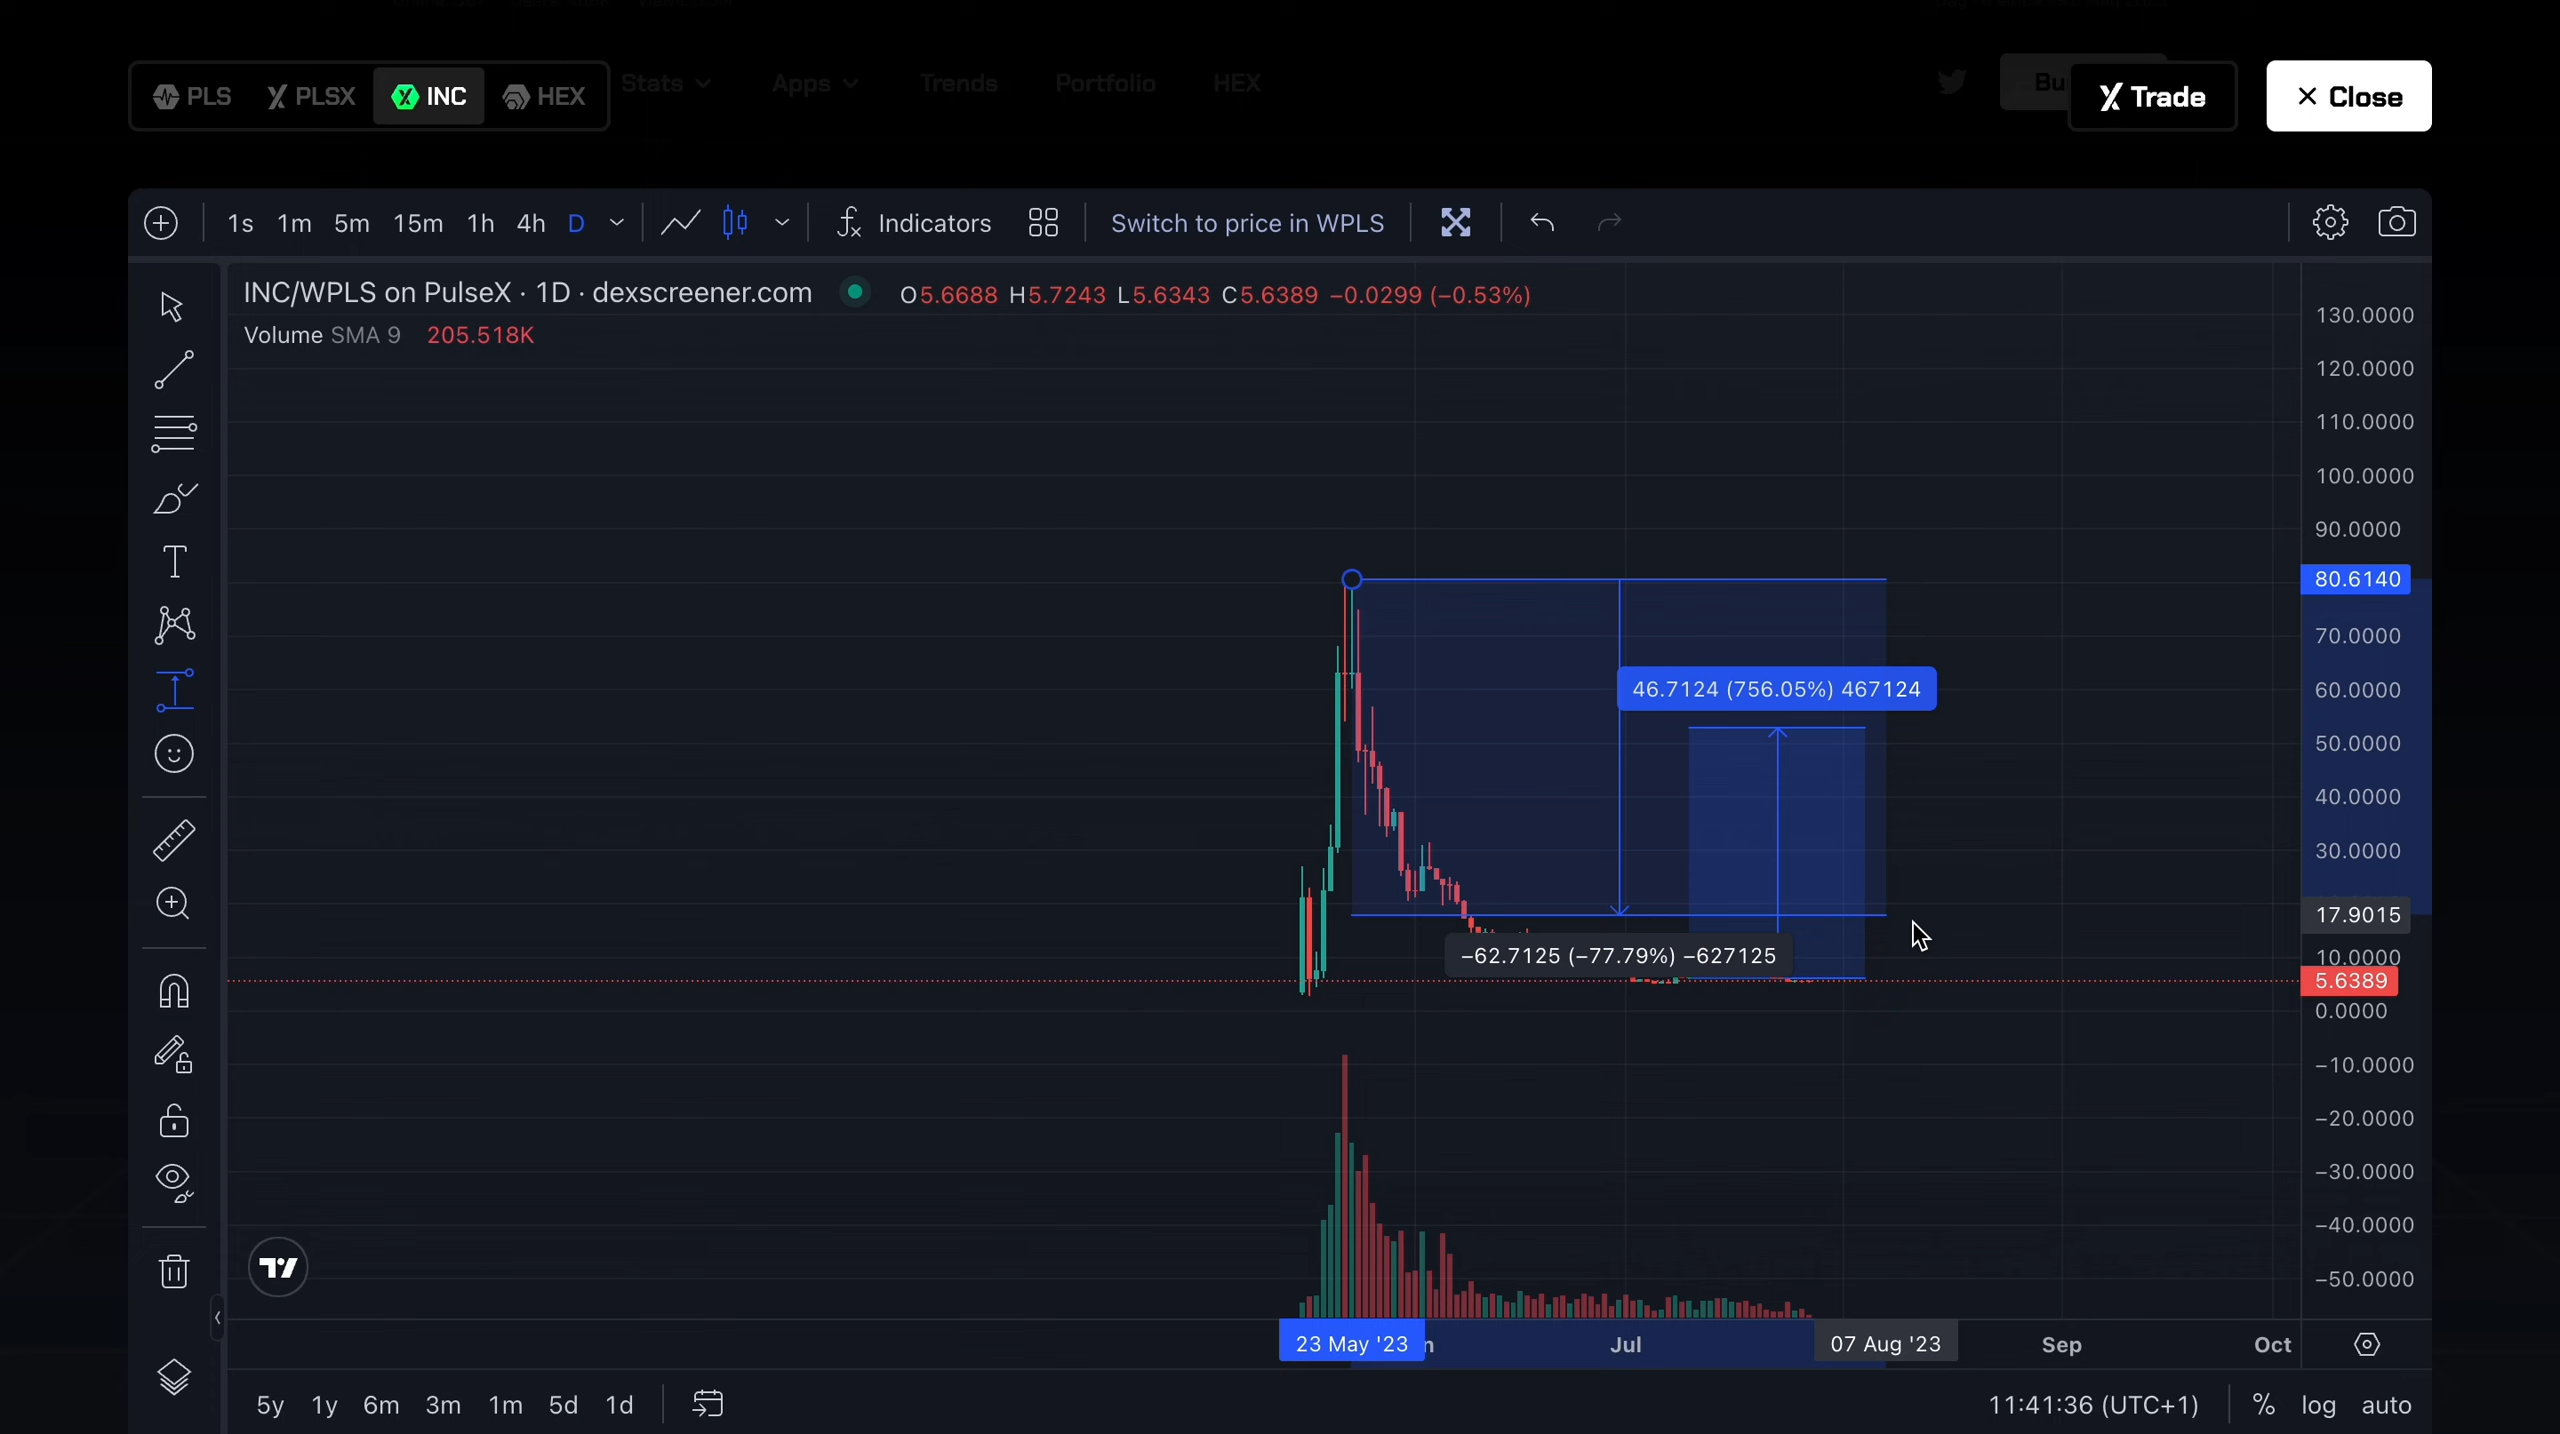 PLS PLSX INC HEX Stats Apps Trends Portfolio HEX Bu Trade × Close
1s 1m 5m 15m 1h 4h D Indicators Switch to price in WPLS
INC/WPLS on PulseX · 1D · dexscreener.com O5.6688 H5.7243 L5.6343 C5.6389 −0.0299 (−0.53%)
Volume SMA 9 205.518K
130.0000
120.0000
110.0000
100.0000
90.0000
80.6140
70.0000
60.0000
46.7124 (756.05%) 467124
50.0000
40.0000
30.0000
17.9015
−62.7125 (−77.79%) −627125
10.0000
5.6389
0.0000
−10.0000
−20.0000
−30.0000
−40.0000
−50.0000
23 May '23 n Jul 07 Aug '23 Sep Oct
5y 1y 6m 3m 1m 5d 1d 11:41:36 (UTC+1) % log auto